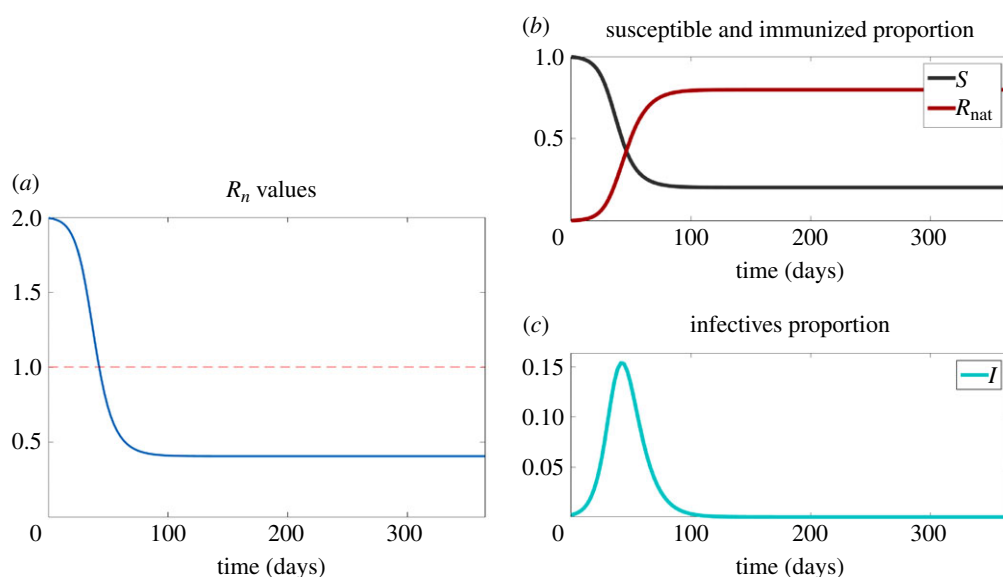 (a)
R_n values
2.0
1.5
1.0
0.5
0 100 200 300
time (days)
(b)
susceptible and immunized proportion
1.0
0.5
S
R_nat
0 100 200 300
time (days)
(c)
infectives proportion
0.15
0.10
0.05
I
0 100 200 300
time (days)